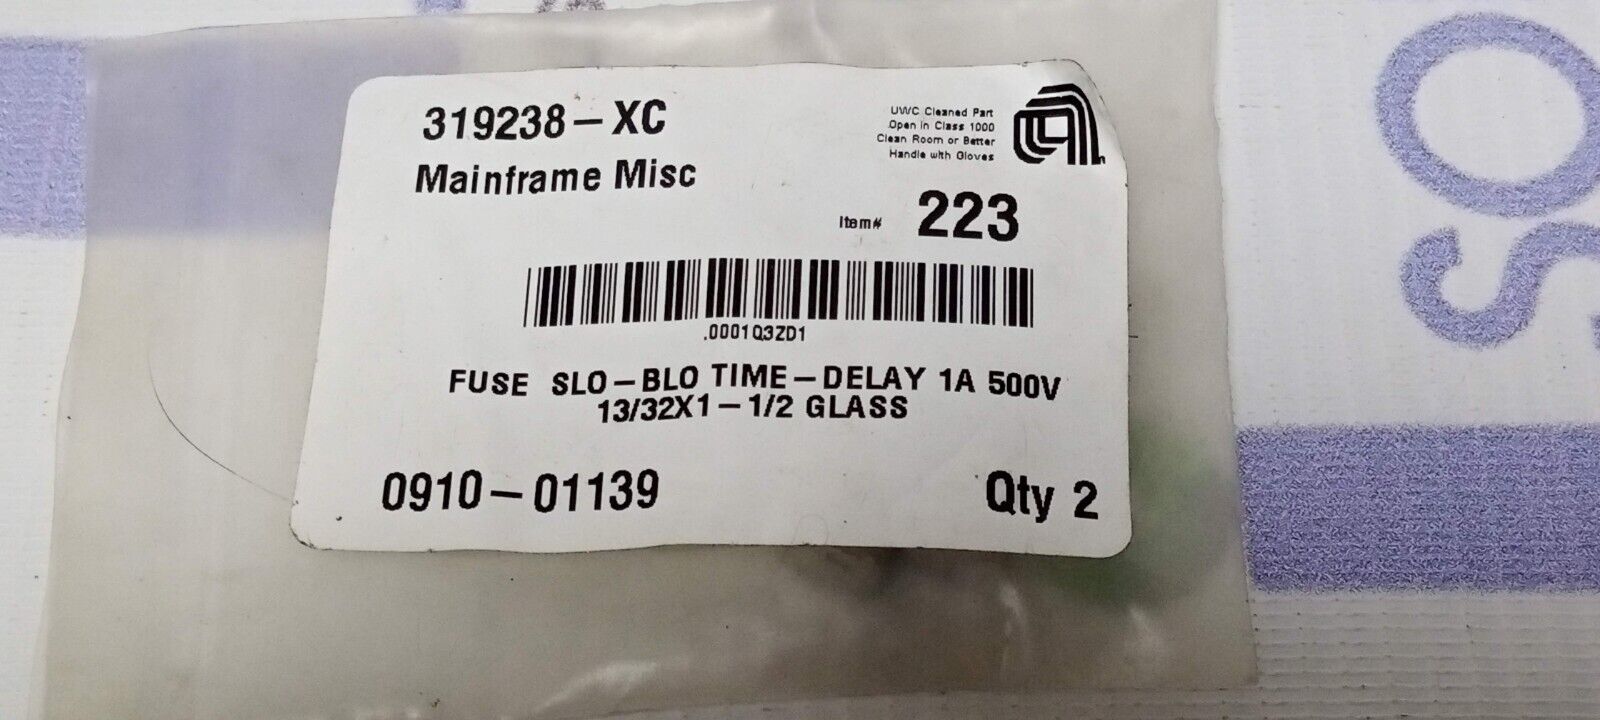 319238-XC
Mainframe Misc
UWC Cleaned Part
Open in Class 1000
Clean Room or Better
Handle with Gloves
Item# 223
.0001Q3ZD1
FUSE SLO-BLO TIME-DELAY 1A 500V
13/32X1-1/2 GLASS
0910-01139
Qty 2
SO